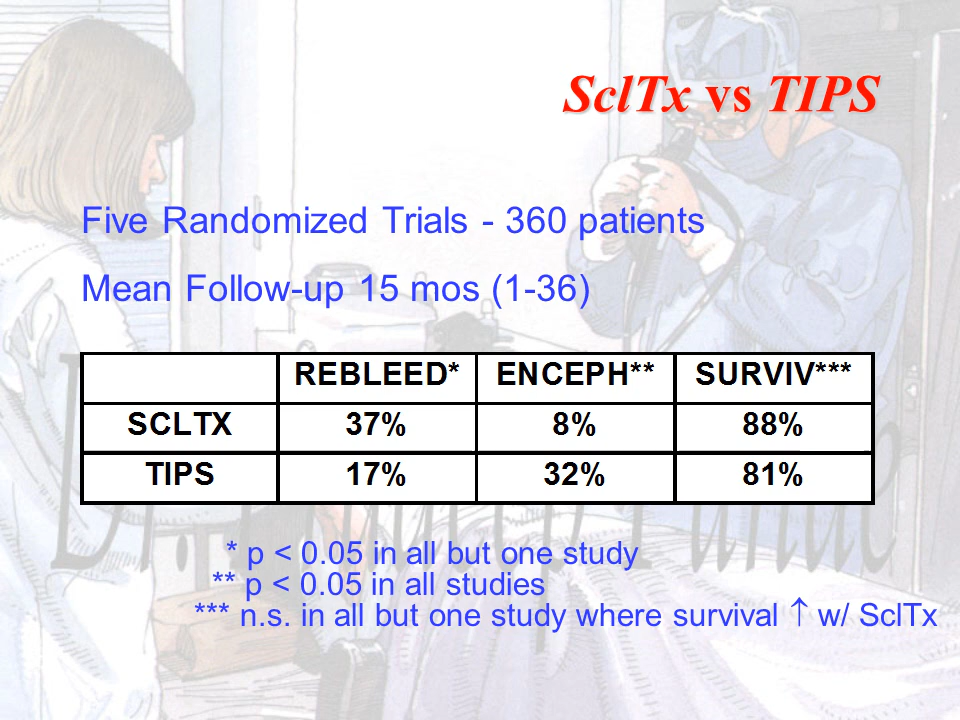 SclTx vs TIPS
Five Randomized Trials - 360 patients
Mean Follow-up 15 mos (1-36)
REBLEED* ENCEPH** SURVIV***
SCLTX 37% 8% 88%
TIPS 17% 32% 81%
* p < 0.05 in all but one study
** p < 0.05 in all studies
*** n.s. in all but one study where survival ↑ w/ SclTx